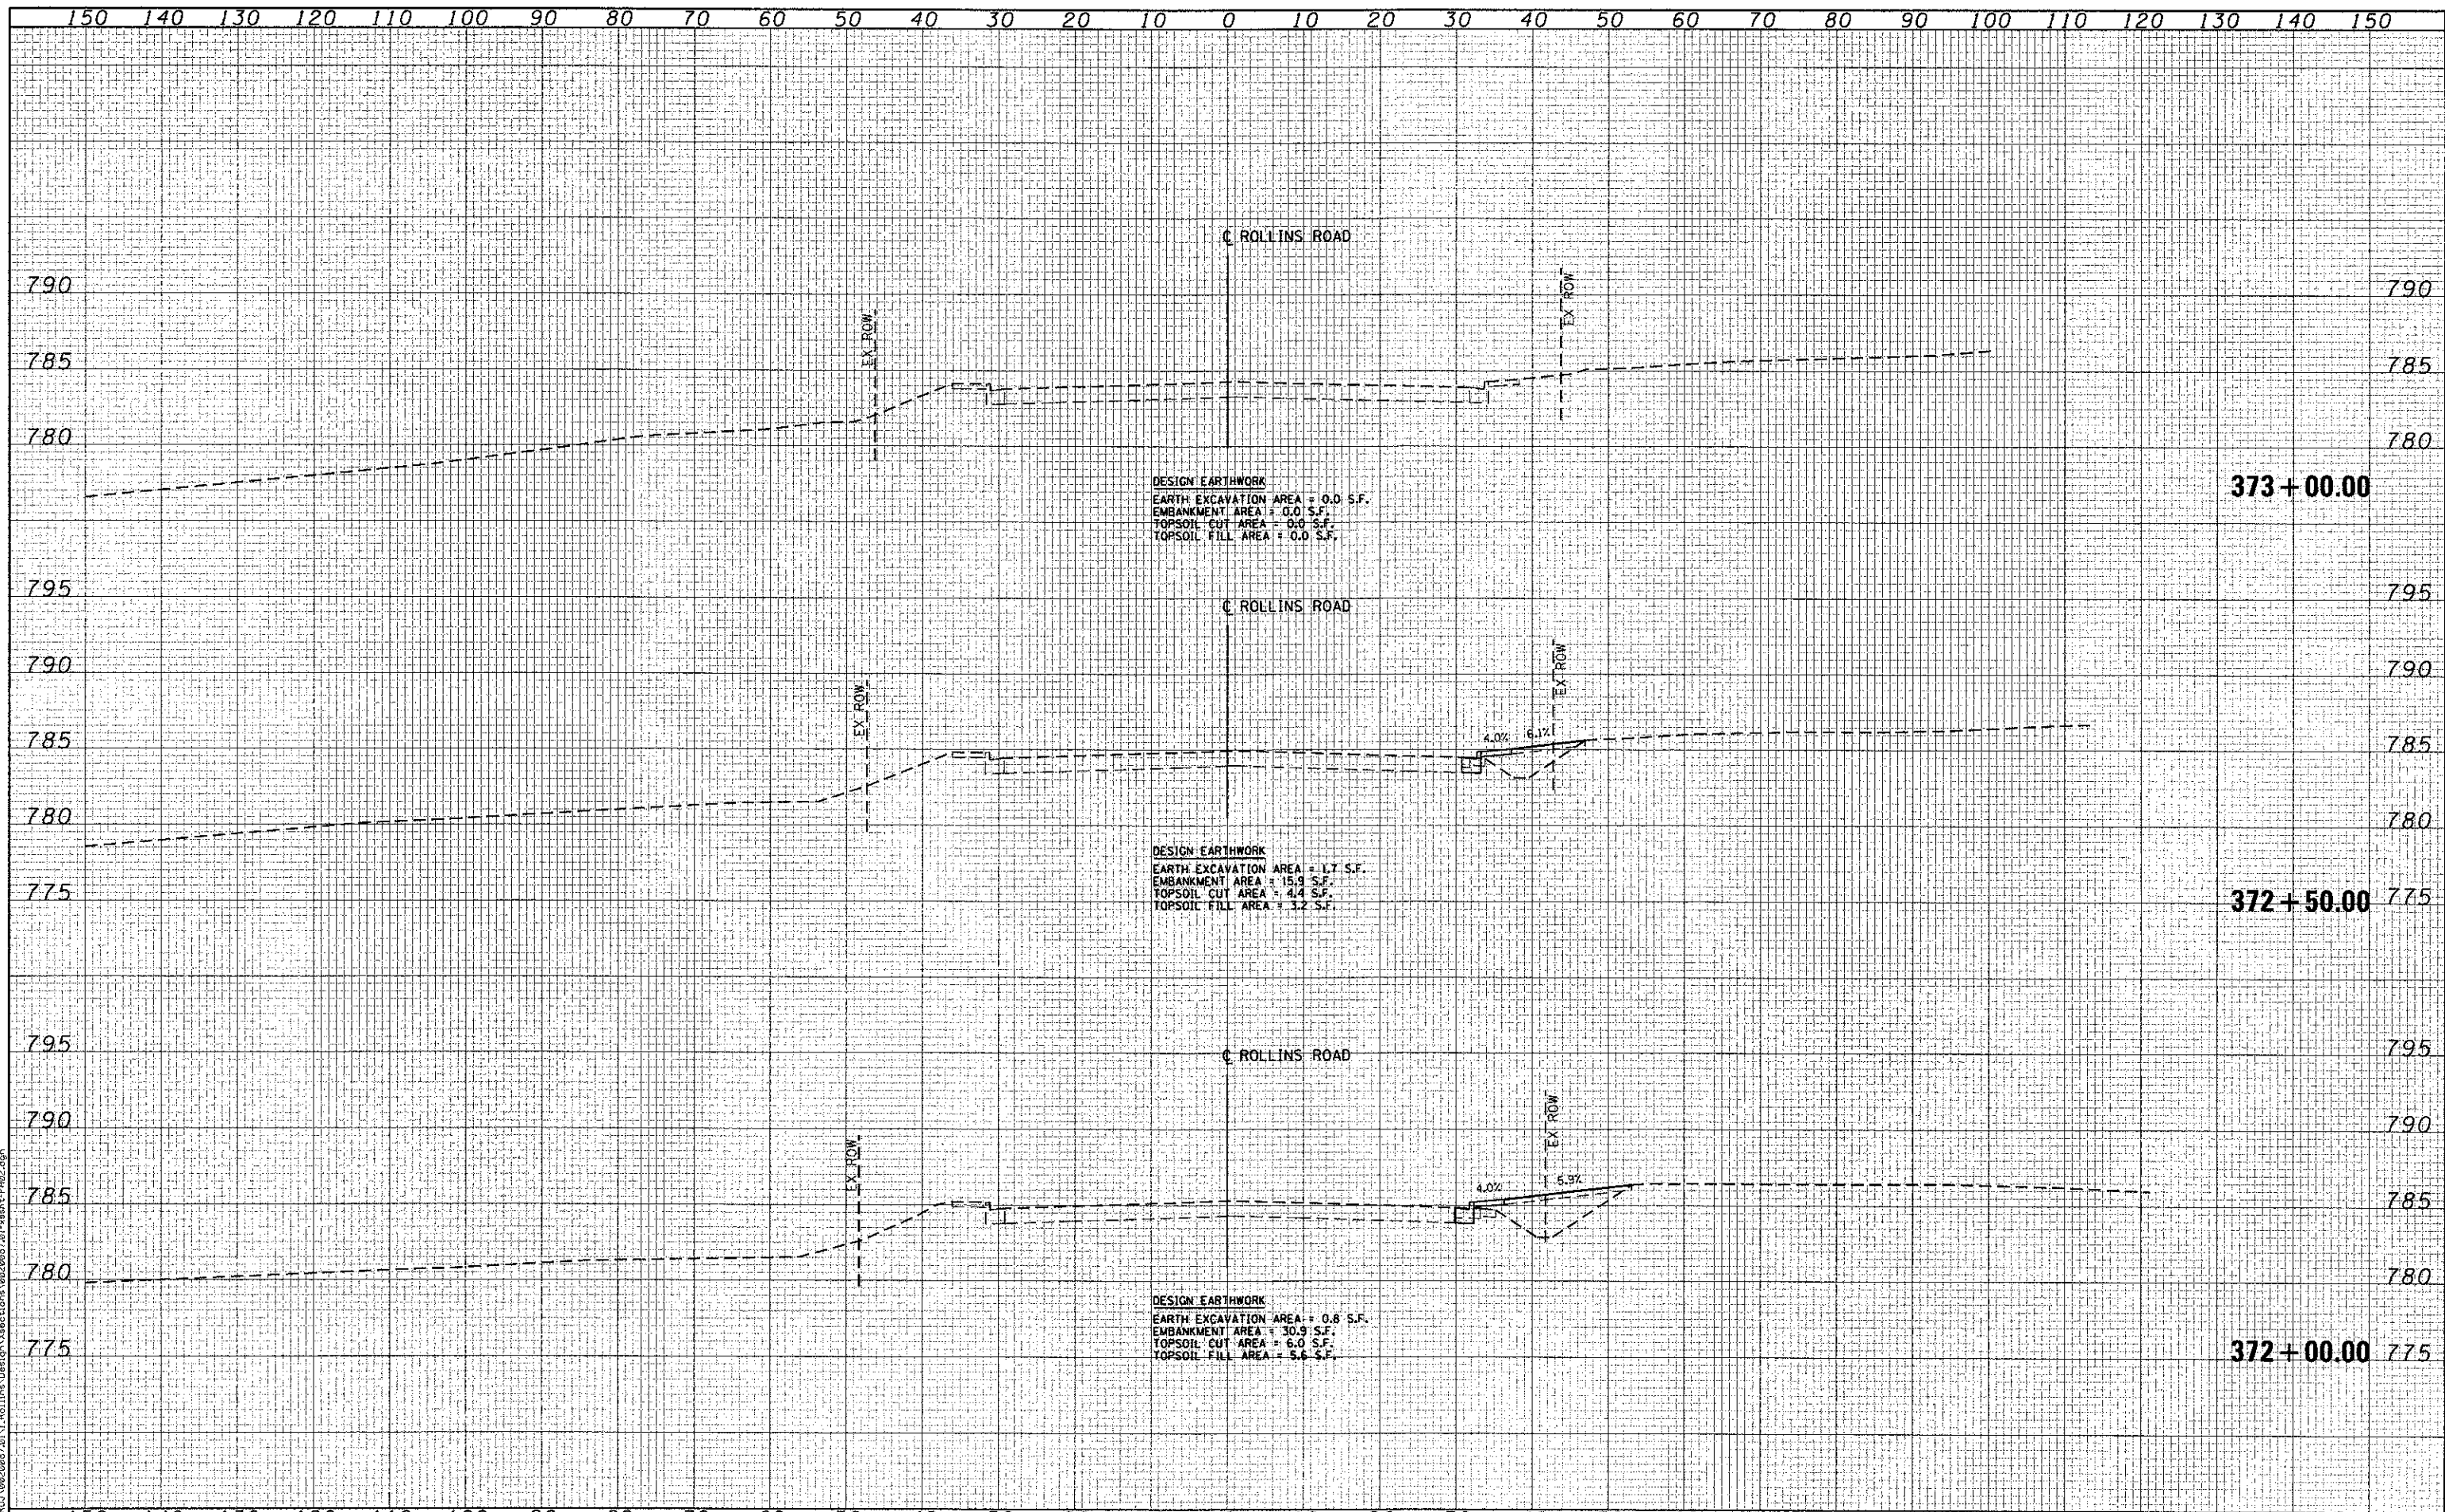 150 140 130 120 110 100 90 80 70 60 50 40 30 20 10 0 10 20 30 40 50 60 70 80 90 100 110 120 130 140 150
℄ ROLLINS ROAD
790 EX ROW EX ROW 790
785 785
780 780
DESIGN EARTHWORK
EARTH EXCAVATION AREA = 0.0 S.F.
EMBANKMENT AREA = 0.0 S.F.
TOPSOIL CUT AREA = 0.0 S.F.
TOPSOIL FILL AREA = 0.0 S.F.
373+00.00
795 795
℄ ROLLINS ROAD
790 EX ROW EX ROW 790
785 4.0% 6.1% 785
780 780
DESIGN EARTHWORK
EARTH EXCAVATION AREA = 1.7 S.F.
EMBANKMENT AREA = 15.9 S.F.
TOPSOIL CUT AREA = 4.4 S.F.
TOPSOIL FILL AREA = 3.2 S.F.
775 372+50.00 775
795 795
℄ ROLLINS ROAD
790 EX ROW EX ROW 790
785 4.0% 5.9% 785
780 780
DESIGN EARTHWORK
EARTH EXCAVATION AREA = 0.8 S.F.
EMBANKMENT AREA = 30.9 S.F.
TOPSOIL CUT AREA = 6.0 S.F.
TOPSOIL FILL AREA = 5.6 S.F.
775 372+00.00 775